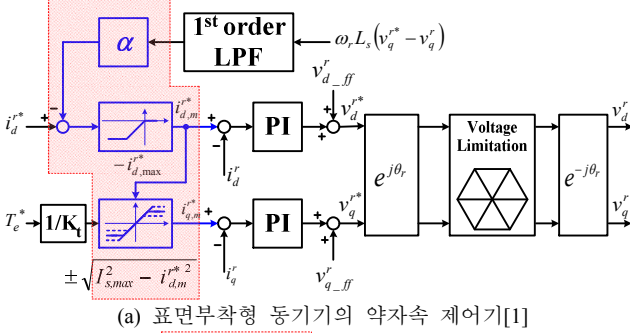 α
1st order
LPF
ω_r L_s (v_q^{r*} − v_q^r)
v_{d_ff}^r
i_d^{r*}
i_{d,m}^{r*}
PI
v_d^{r*}
−i_{d,max}^{r*}
i_d^r
e^{jθ_r}
Voltage
Limitation
e^{-jθ_r}
v_d^r
T_e^*
1/K_t
i_{q,m}^{r*}
PI
v_q^{r*}
v_q^r
± √(I_{s,max}^2 − i_{d,m}^{r* 2})
i_q^r
v_{q_ff}^r
(a) 표면부착형 동기기의 약자속 제어기[1]